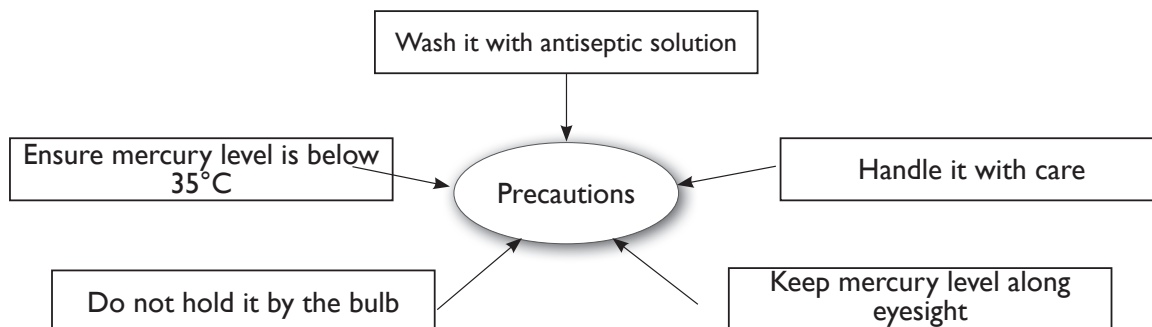 Wash it with antiseptic solution
Ensure mercury level is below
35°C
Handle it with care
Precautions
Do not hold it by the bulb
Keep mercury level along
eyesight